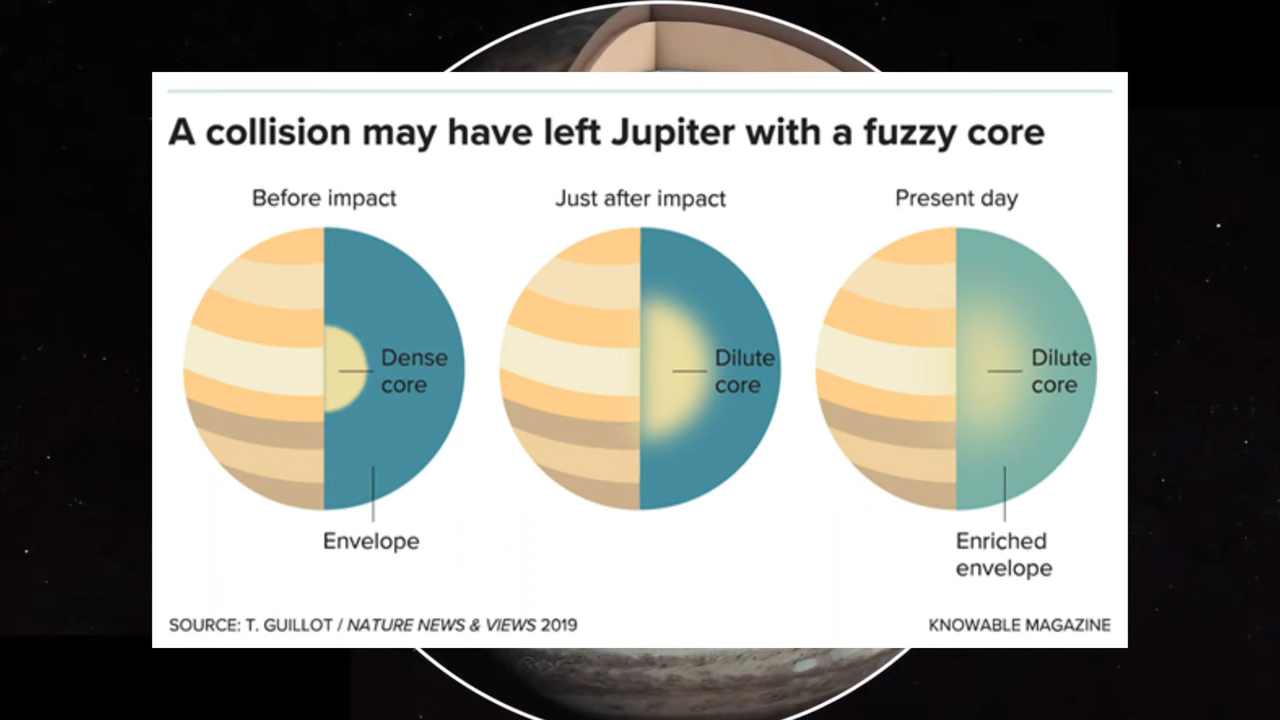 A collision may have left Jupiter with a fuzzy core
Before impact
Just after impact
Present day
Dense
core
Dilute
core
Dilute
core
Envelope
Enriched
envelope
SOURCE: T. GUILLOT / NATURE NEWS & VIEWS 2019
KNOWABLE MAGAZINE